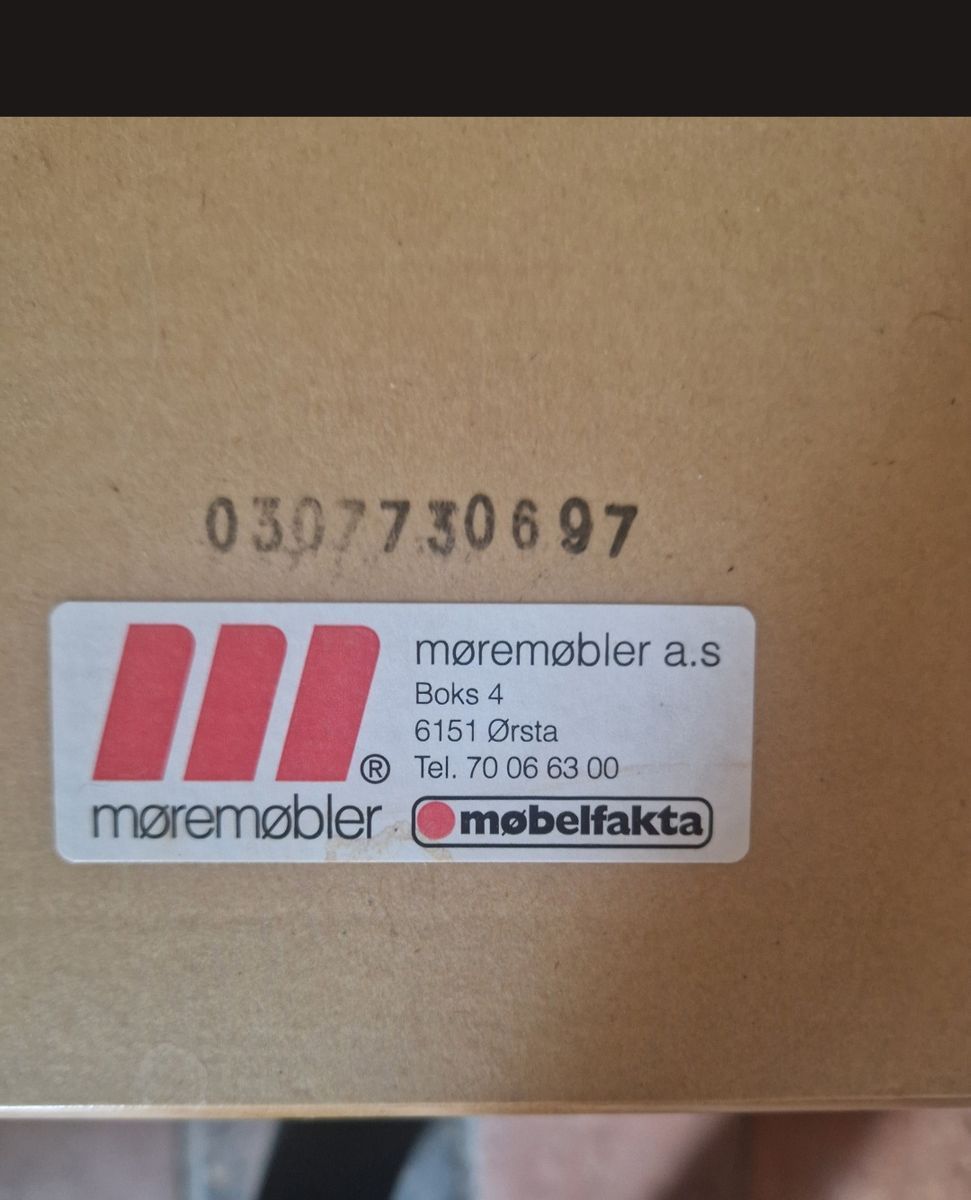 0307730697
møremøbler a.s
Boks 4
6151 Ørsta
Tel. 70 06 63 00
®
møremøbler
møbelfakta